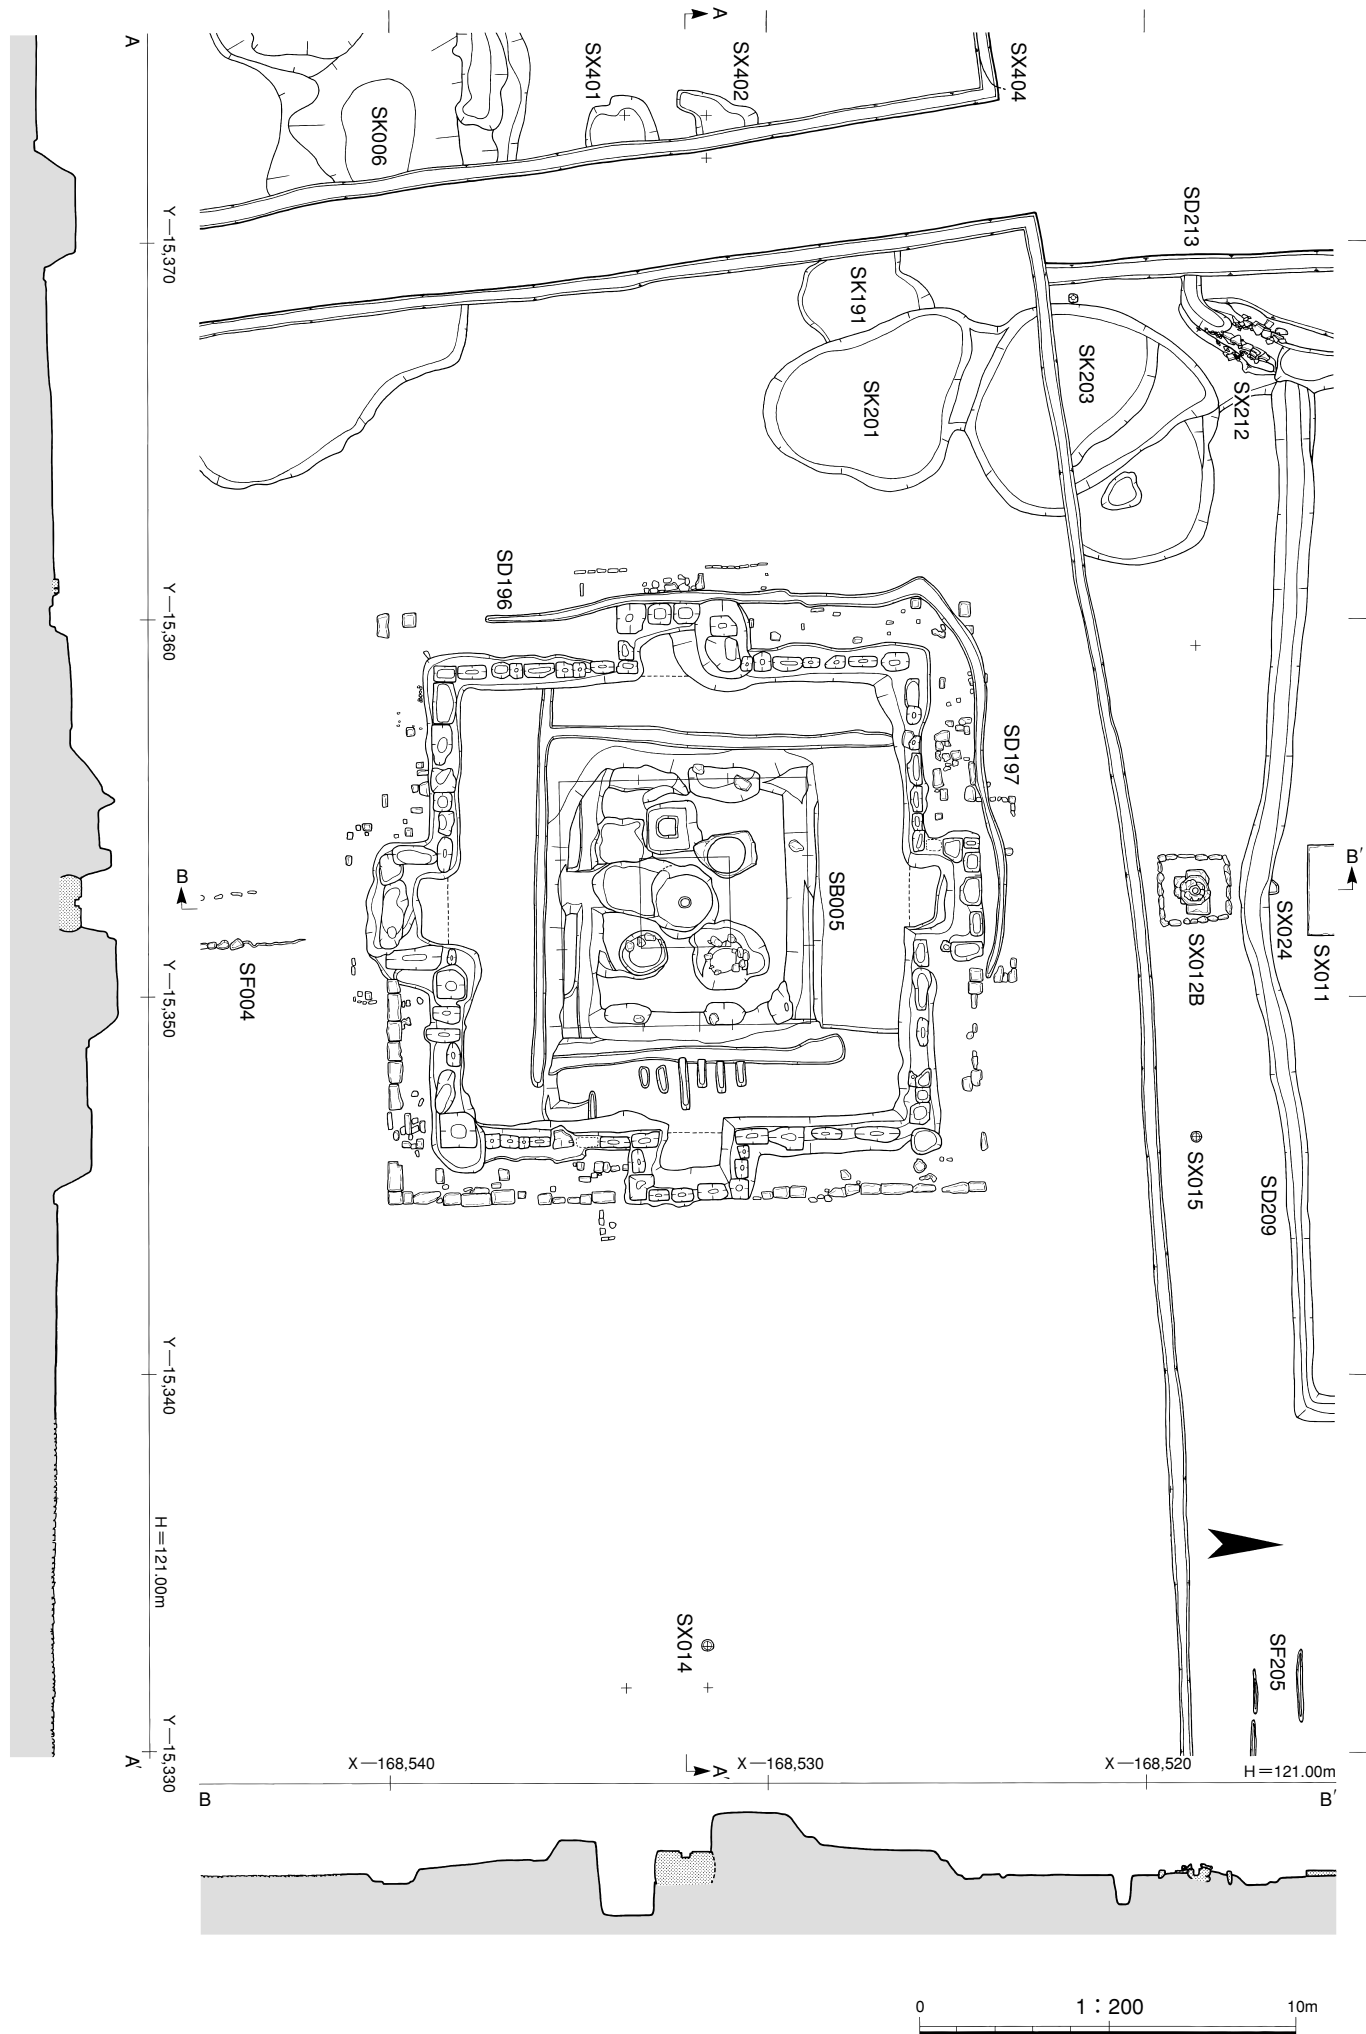 A
SX401
SX402
SX404
A
SK006
SD213
Y—15,370
SK191
SK203
SK201
SX212
SD196
Y—15,360
SD197
B
B′
SB005
SX024
SX011
SX012B
SF004
Y—15,350
SX015
SD209
Y—15,340
H＝121.00m
SX014
SF205
Y—15,330
A′
X—168,540
A′
X—168,530
X—168,520
H＝121.00m
B
B′
0
1：200
10m